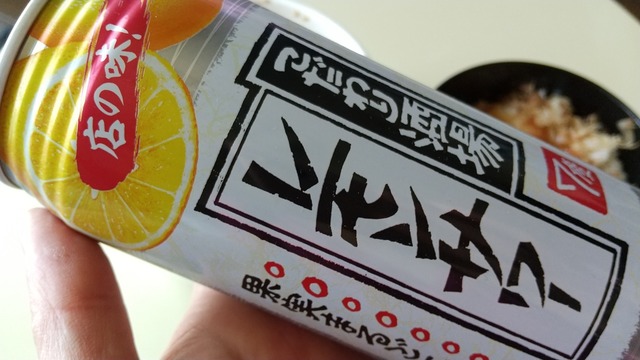 店の味!
こだわり酒場
レモンサワー
果実まるごと